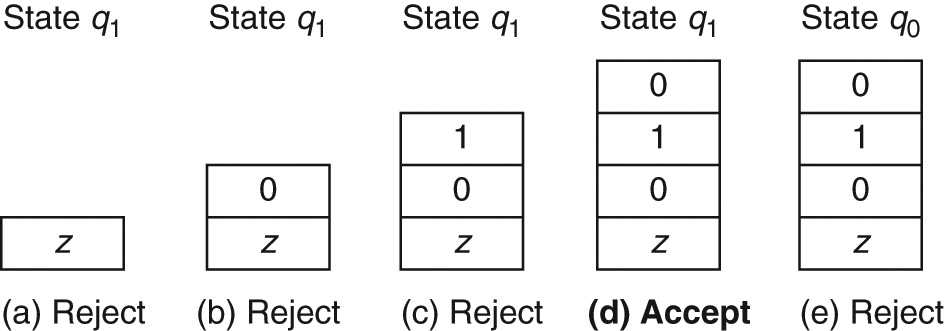 State q1 State q1 State q1 State q1 State q0
0 0
1 1 1
0 0 0 0
z z z z z
(a) Reject (b) Reject (c) Reject (d) Accept (e) Reject